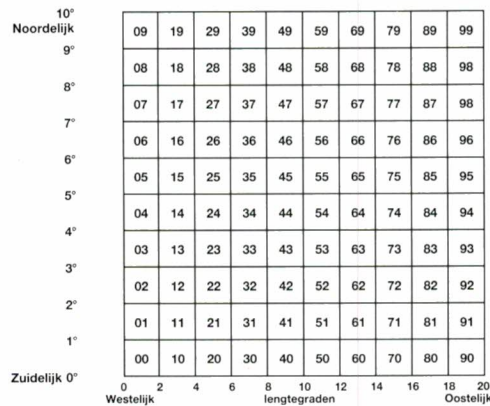 10°
Noordelijk 09 19 29 39 49 59 69 79 89 99
9°
08 18 28 38 48 58 68 78 88 98
8°
07 17 27 37 47 57 67 77 87 98
7°
06 16 26 36 46 56 66 76 86 96
6°
05 15 25 35 45 55 65 75 85 95
5°
04 14 24 34 44 54 64 74 84 94
4°
03 13 23 33 43 53 63 73 83 93
3°
02 12 22 32 42 52 62 72 82 92
2°
01 11 21 31 41 51 61 71 81 91
1°
00 10 20 30 40 50 60 70 80 90
Zuidelijk 0°
0 2 4 6 8 10 12 14 16 18 20
Westelijk lengtegraden Oostelijk